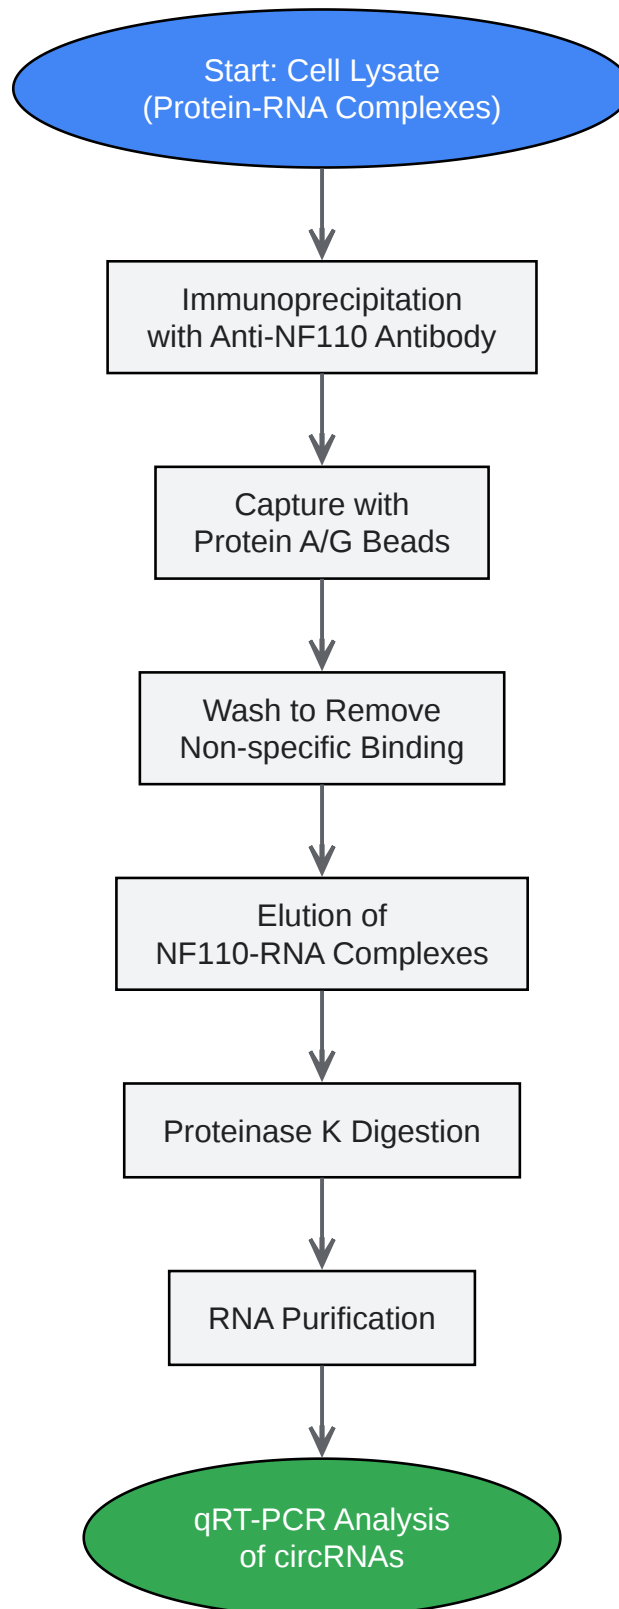 Start: Cell Lysate
(Protein-RNA Complexes)
Immunoprecipitation
with Anti-NF110 Antibody
Capture with
Protein A/G Beads
Wash to Remove
Non-specific Binding
Elution of
NF110-RNA Complexes
Proteinase K Digestion
RNA Purification
qRT-PCR Analysis
of circRNAs